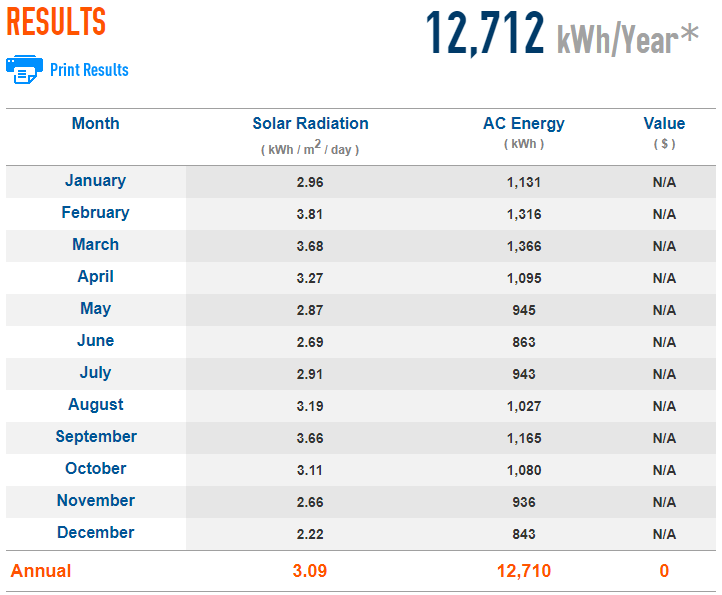 RESULTS
12,712 kWh/Year*
Print Results
Month Solar Radiation AC Energy Value
( kWh / m2 / day ) ( kWh ) ( $ )
January 2.96 1,131 N/A
February 3.81 1,316 N/A
March 3.68 1,366 N/A
April 3.27 1,095 N/A
May 2.87 945 N/A
June 2.69 863 N/A
July 2.91 943 N/A
August 3.19 1,027 N/A
September 3.66 1,165 N/A
October 3.11 1,080 N/A
November 2.66 936 N/A
December 2.22 843 N/A
Annual 3.09 12,710 0